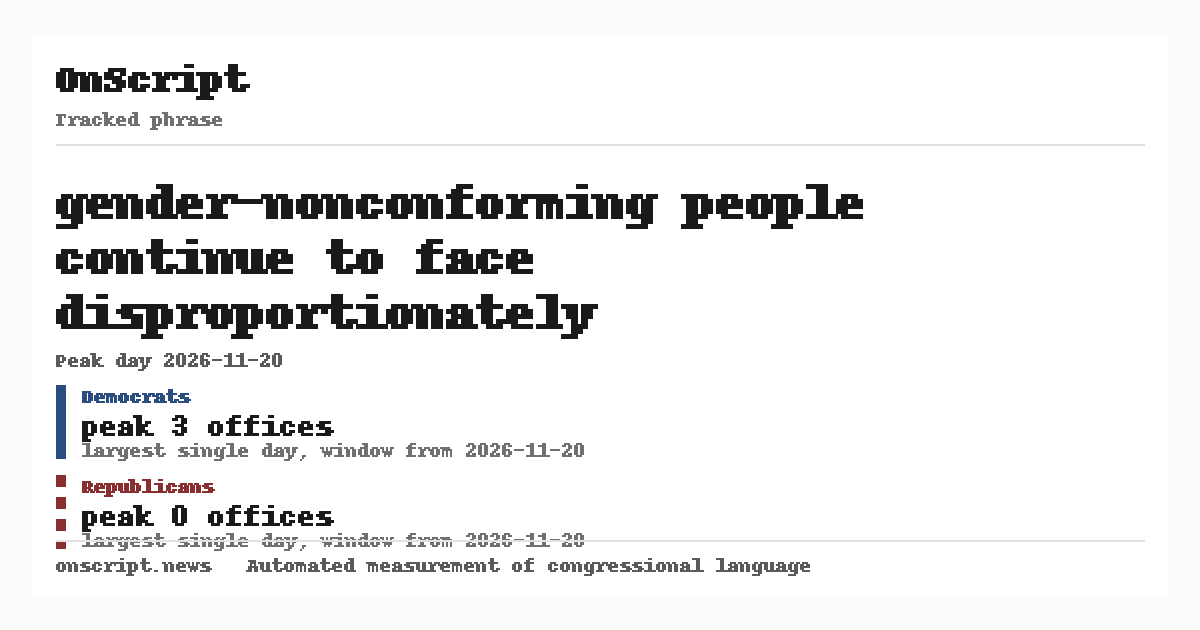 OnScript
Tracked phrase
gender-nonconforming people
continue to face
disproportionately
Peak day 2026-11-20
Democrats
peak 3 offices
largest single day, window from 2026-11-20
Republicans
peak 0 offices
largest single day, window from 2026-11-20
onscript.news Automated measurement of congressional language